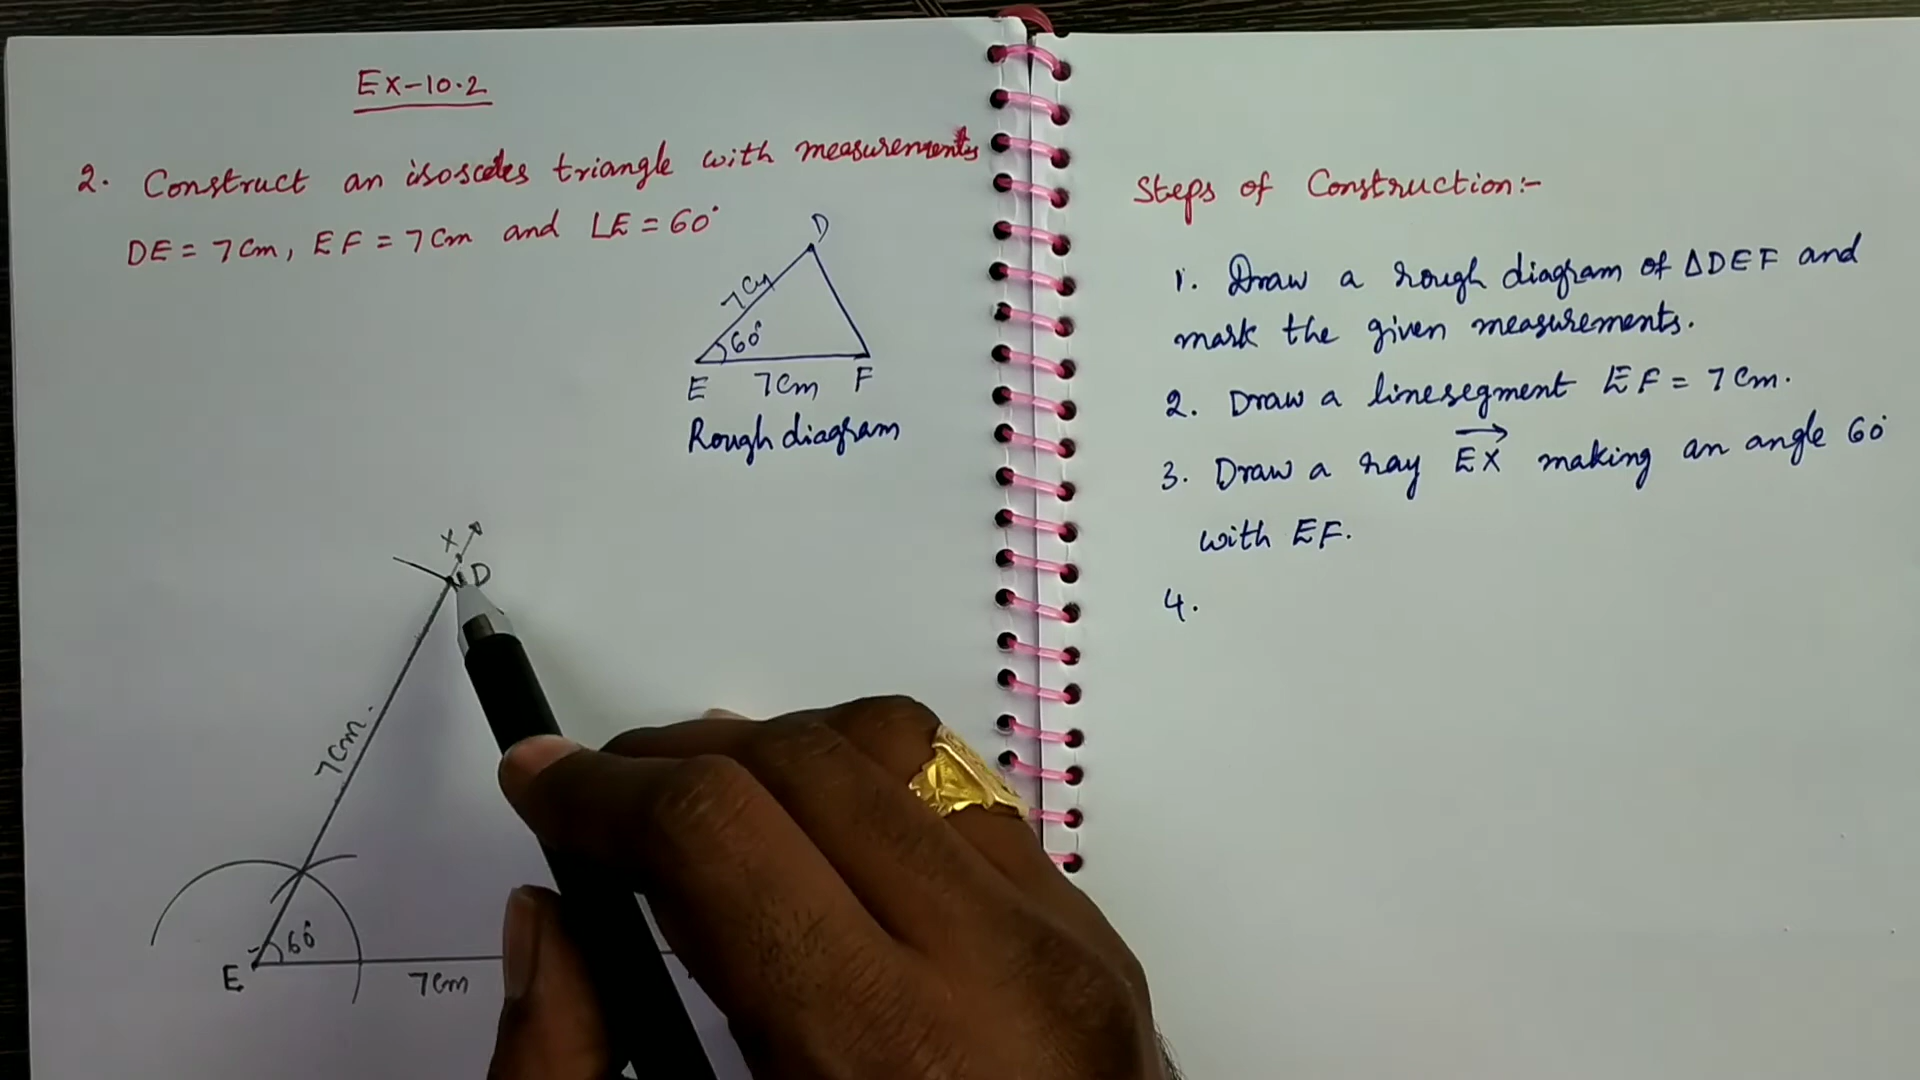 Ex-10.2
2. Construct an isosceles triangle with measurements
DE = 7cm, EF = 7cm and ∠E = 60°
D
7cm
60°
E 7cm F
Rough diagram
X
D
7cm.
60°
E
7cm
Steps of Construction:-
1. Draw a rough diagram of ΔDEF and
mark the given measurements.
2. Draw a linesegment EF = 7cm.
3. Draw a ray EX making an angle 60°
with EF.
4.